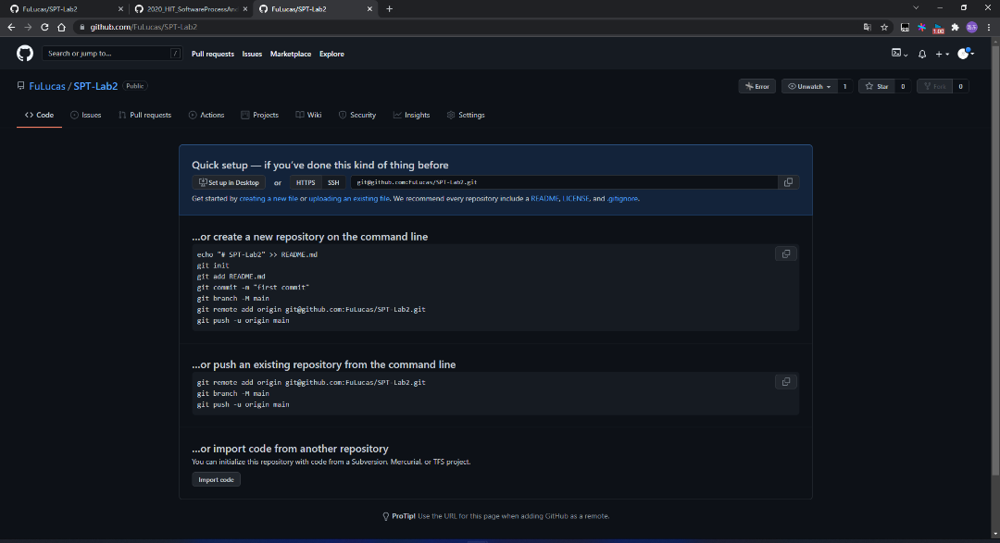 FuLucas/SPT-Lab2
2020_HIT_SoftwareProcessAn
FuLucas/SPT-Lab2
github.com/FuLucas/SPT-Lab2
1.00
Search or jump to...
/
Pull requests Issues Marketplace Explore
FuLucas / SPT-Lab2 Public
Error
Unwatch 1
Star 0
Fork 0
<> Code Issues Pull requests Actions Projects Wiki Security Insights Settings
Quick setup — if you've done this kind of thing before
Set up in Desktop or HTTPS SSH git@github.com:FuLucas/SPT-Lab2.git
Get started by creating a new file or uploading an existing file. We recommend every repository include a README, LICENSE, and .gitignore.
...or create a new repository on the command line
echo "# SPT-Lab2" >> README.md
git init
git add README.md
git commit -m "first commit"
git branch -M main
git remote add origin git@github.com:FuLucas/SPT-Lab2.git
git push -u origin main
...or push an existing repository from the command line
git remote add origin git@github.com:FuLucas/SPT-Lab2.git
git branch -M main
git push -u origin main
...or import code from another repository
You can initialize this repository with code from a Subversion, Mercurial, or TFS project.
Import code
ProTip! Use the URL for this page when adding GitHub as a remote.